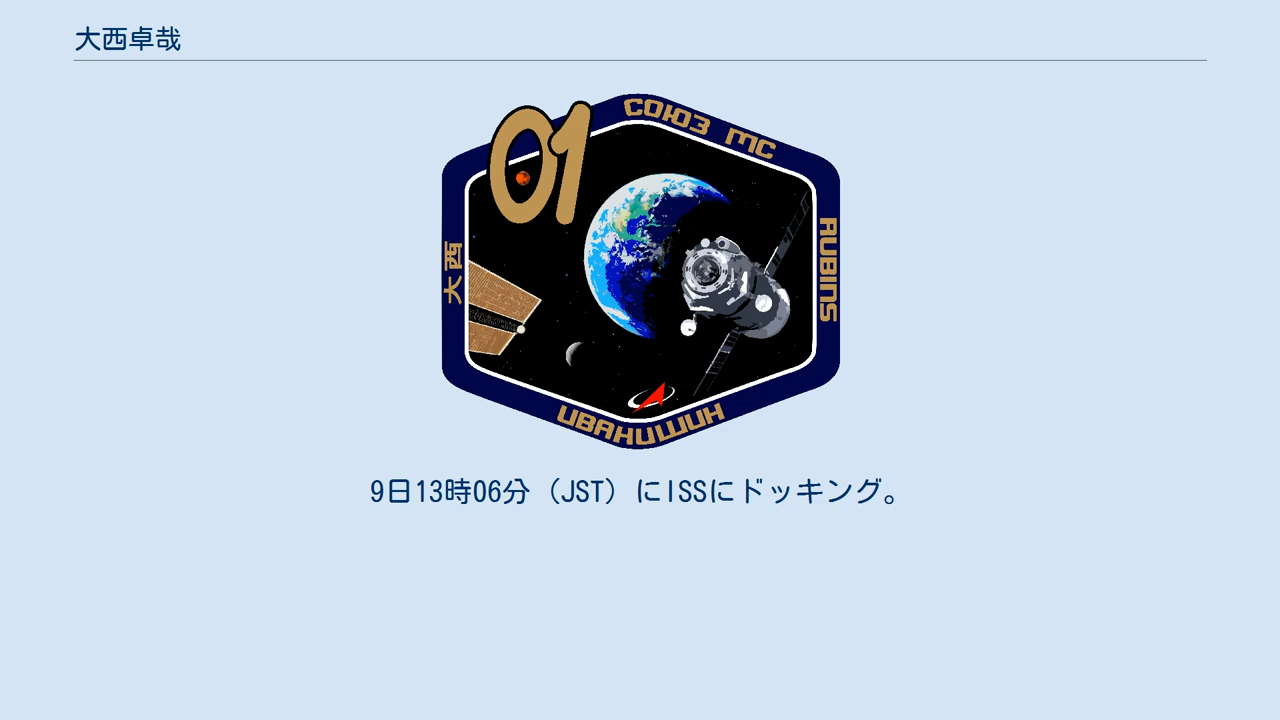 大西卓哉
01
СОЮЗ МС
大西
RUBINS
ИВАНИШИН
9日13時06分（JST）にISSにドッキング。